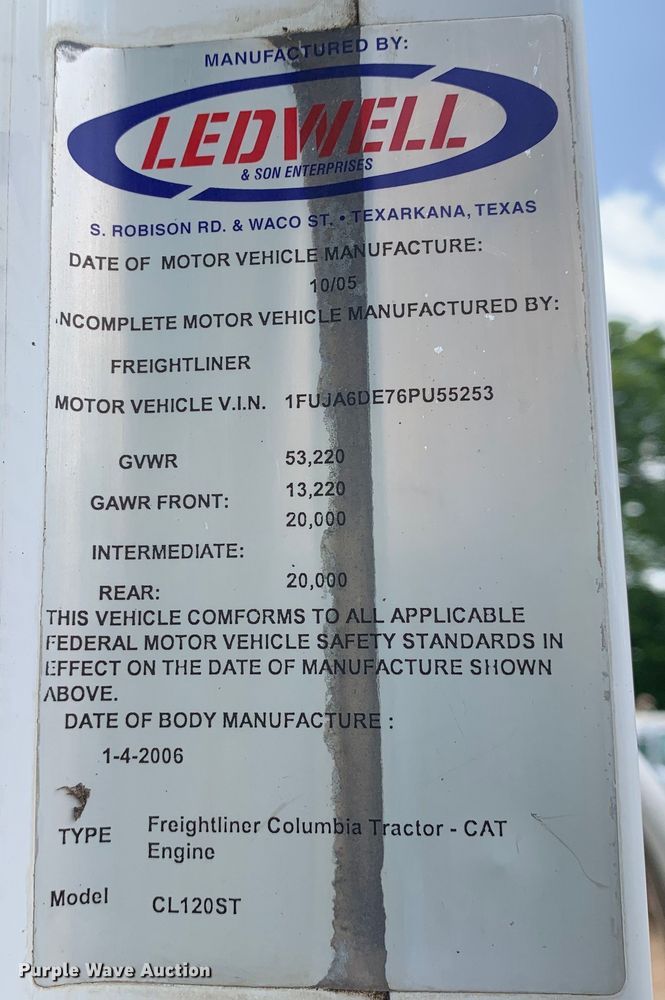 MANUFACTURED BY:
LEDWELL
& SON ENTERPRISES
S. ROBISON RD. & WACO ST. • TEXARKANA, TEXAS
DATE OF MOTOR VEHICLE MANUFACTURE:
10/05
INCOMPLETE MOTOR VEHICLE MANUFACTURED BY:
FREIGHTLINER
MOTOR VEHICLE V.I.N. 1FUJA6DE76PU55253
GVWR 53,220
GAWR FRONT: 13,220
20,000
INTERMEDIATE:
REAR: 20,000
THIS VEHICLE COMFORMS TO ALL APPLICABLE
FEDERAL MOTOR VEHICLE SAFETY STANDARDS IN
EFFECT ON THE DATE OF MANUFACTURE SHOWN
ABOVE.
DATE OF BODY MANUFACTURE :
1-4-2006
TYPE Freightliner Columbia Tractor - CAT
Engine
Model CL120ST
Purple Wave Auction